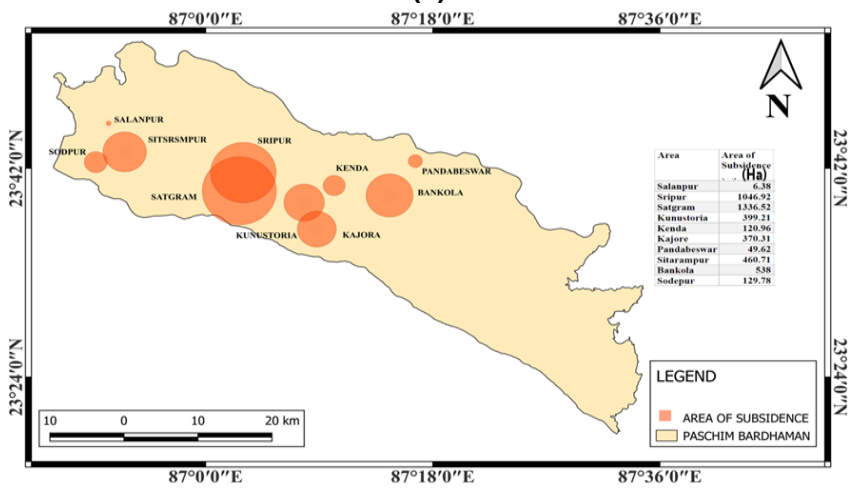 87°0′0″E 87°18′0″E 87°36′0″E
23°42′0″N
23°42′0″N
N
SALANPUR
SITSRSMPUR
SODPUR
SRIPUR
KENDA
PANDABESWAR
SATGRAM
BANKOLA
KUNUSTORIA
KAJORA
Area Area of
Subsidence
(Ha)
Salanpur 6.38
Sripur 1046.92
Satgram 1336.52
Kunustoria 399.21
Kenda 120.96
Kajore 370.31
Pandabeswar 49.62
Sitarampur 460.71
Bankola 538
Sodepur 129.78
23°24′0″N
23°24′0″N
LEGEND
AREA OF SUBSIDENCE
PASCHIM BARDHAMAN
10 0 10 20 km
87°0′0″E 87°18′0″E 87°36′0″E